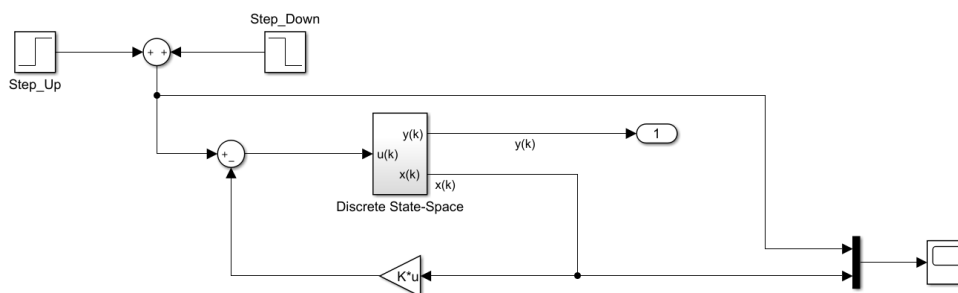 Step_Down
+ +
Step_Up
+
−
y(k)
1
u(k)
y(k)
x(k)
x(k)
Discrete State-Space
K*u